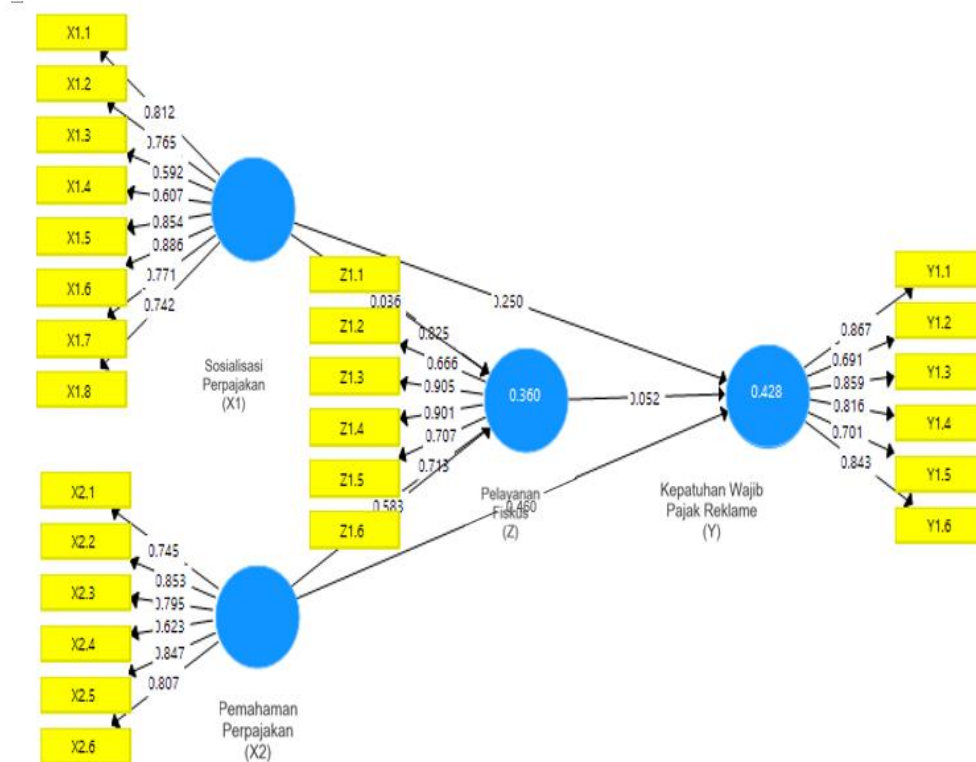 X1.1
X1.2
X1.3
X1.4
X1.5
X1.6
X1.7
X1.8
0.812
0.765
0.592
0.607
0.854
0.886
0.771
0.742
Sosialisasi
Perpajakan
(X1)
X2.1
X2.2
X2.3
X2.4
X2.5
X2.6
0.745
0.853
0.795
0.623
0.847
0.807
Pemahaman
Perpajakan
(X2)
Z1.1
Z1.2
Z1.3
Z1.4
Z1.5
Z1.6
0.036
0.825
0.666
0.905
0.901
0.707
0.713
0.583
0.360
Pelayanan
Fiskus
(Z)
0.250
0.052
0.460
0.428
Kepatuhan Wajib
Pajak Reklame
(Y)
0.867
0.691
0.859
0.816
0.701
0.843
Y1.1
Y1.2
Y1.3
Y1.4
Y1.5
Y1.6